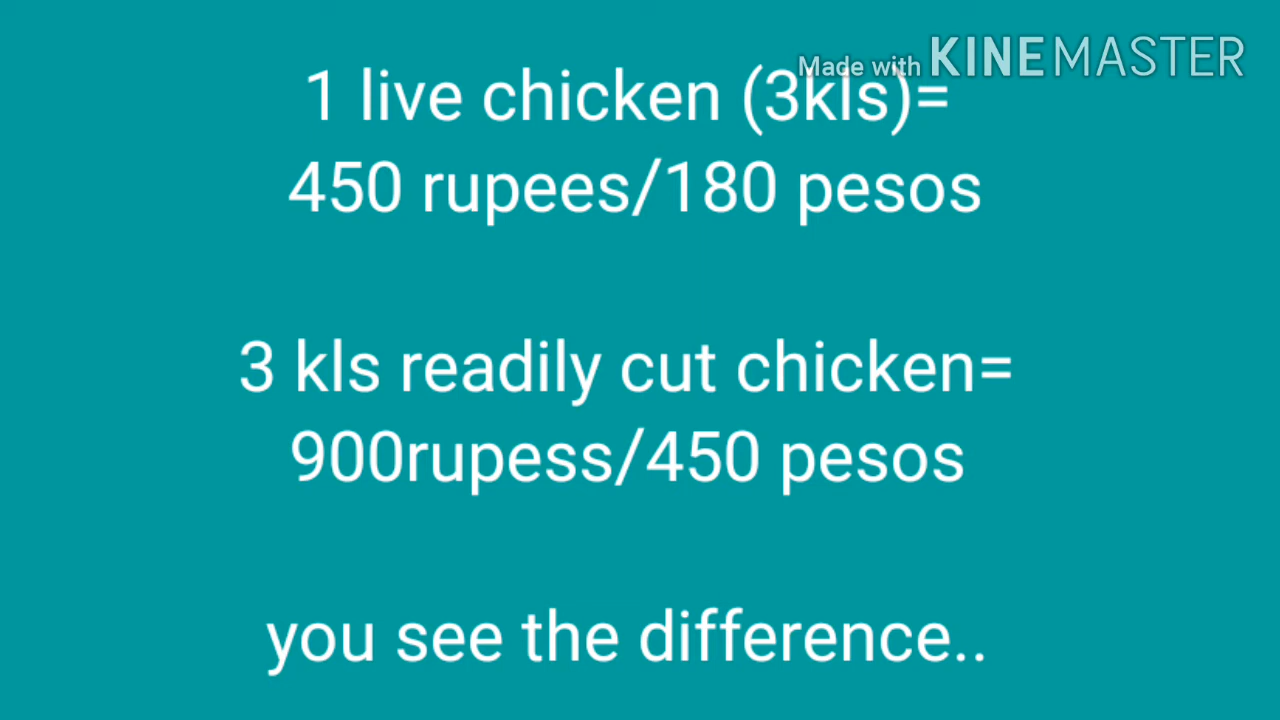 Made with KINEMASTER
1 live chicken (3kls)=
450 rupees/180 pesos
3 kls readily cut chicken=
900rupess/450 pesos
you see the difference..